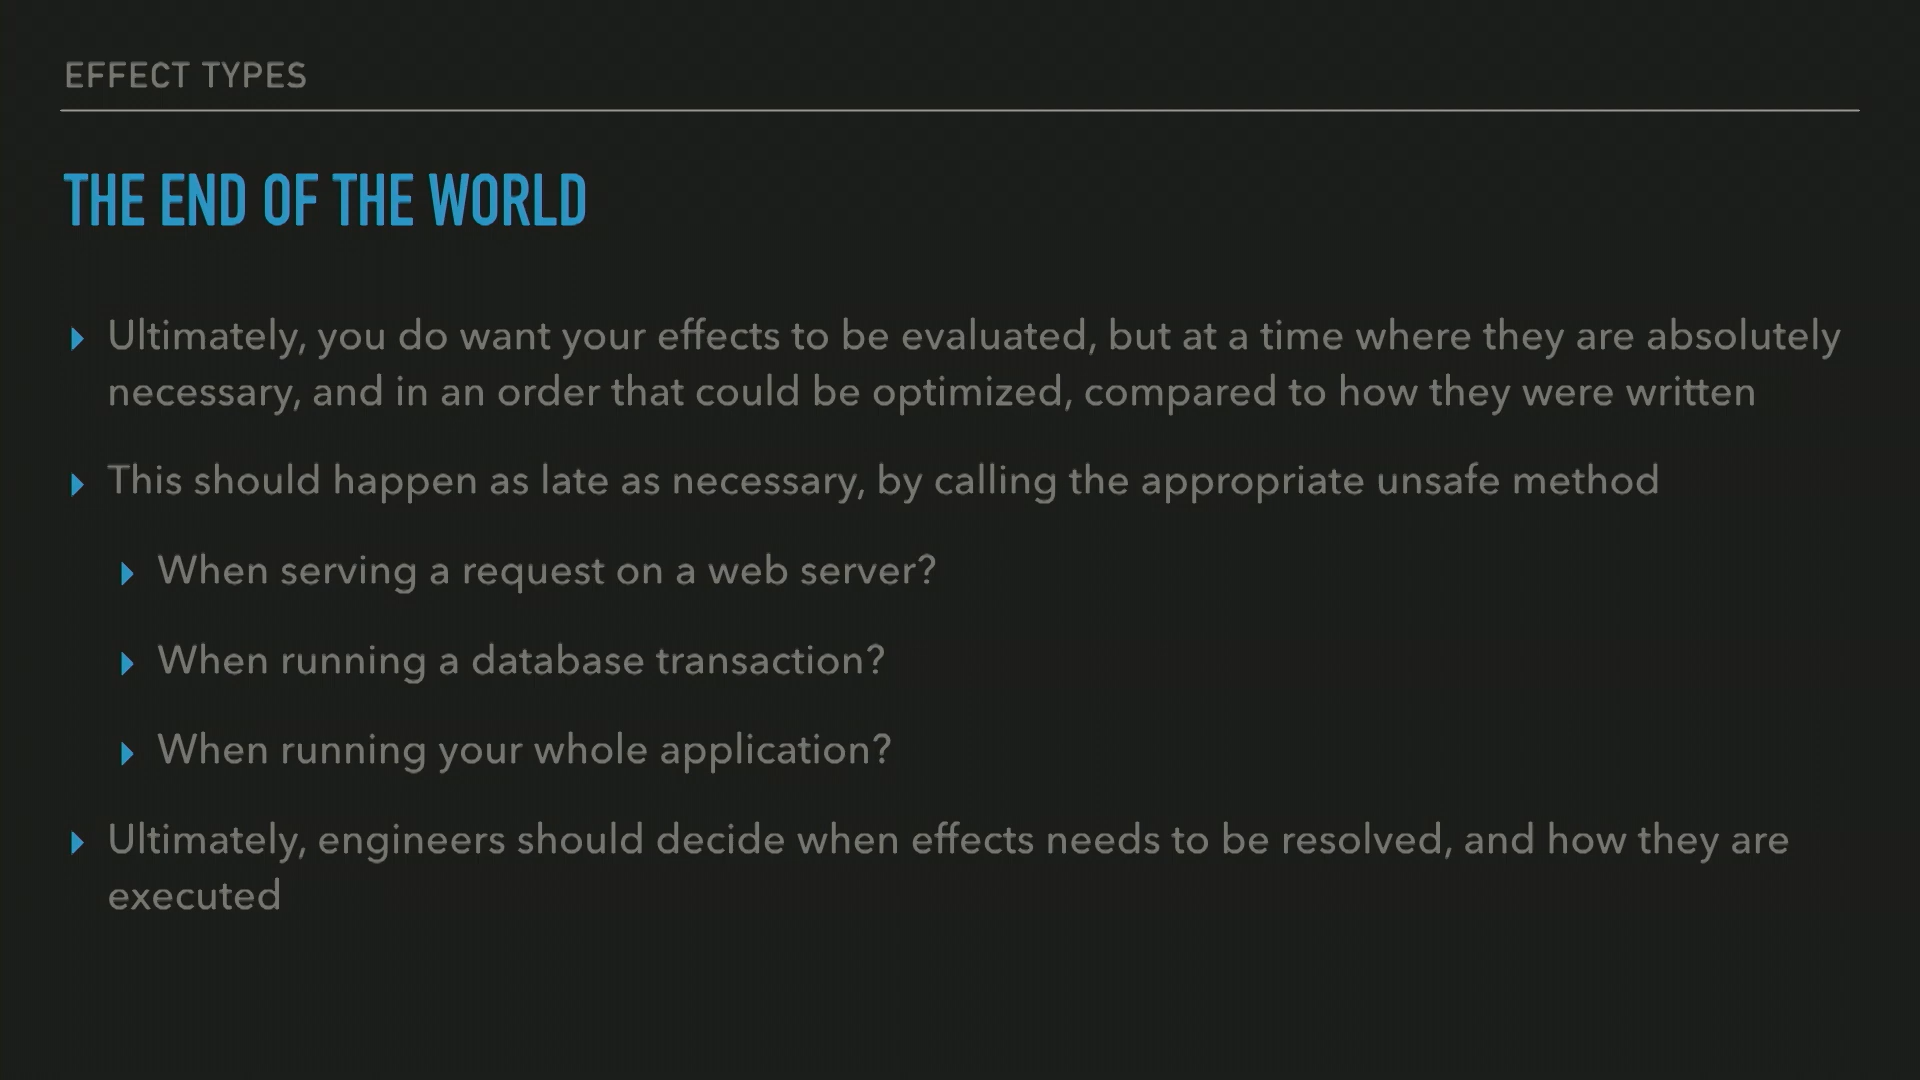 EFFECT TYPES
THE END OF THE WORLD
Ultimately, you do want your effects to be evaluated, but at a time where they are absolutely
necessary, and in an order that could be optimized, compared to how they were written
This should happen as late as necessary, by calling the appropriate unsafe method
When serving a request on a web server?
When running a database transaction?
When running your whole application?
Ultimately, engineers should decide when effects needs to be resolved, and how they are
executed